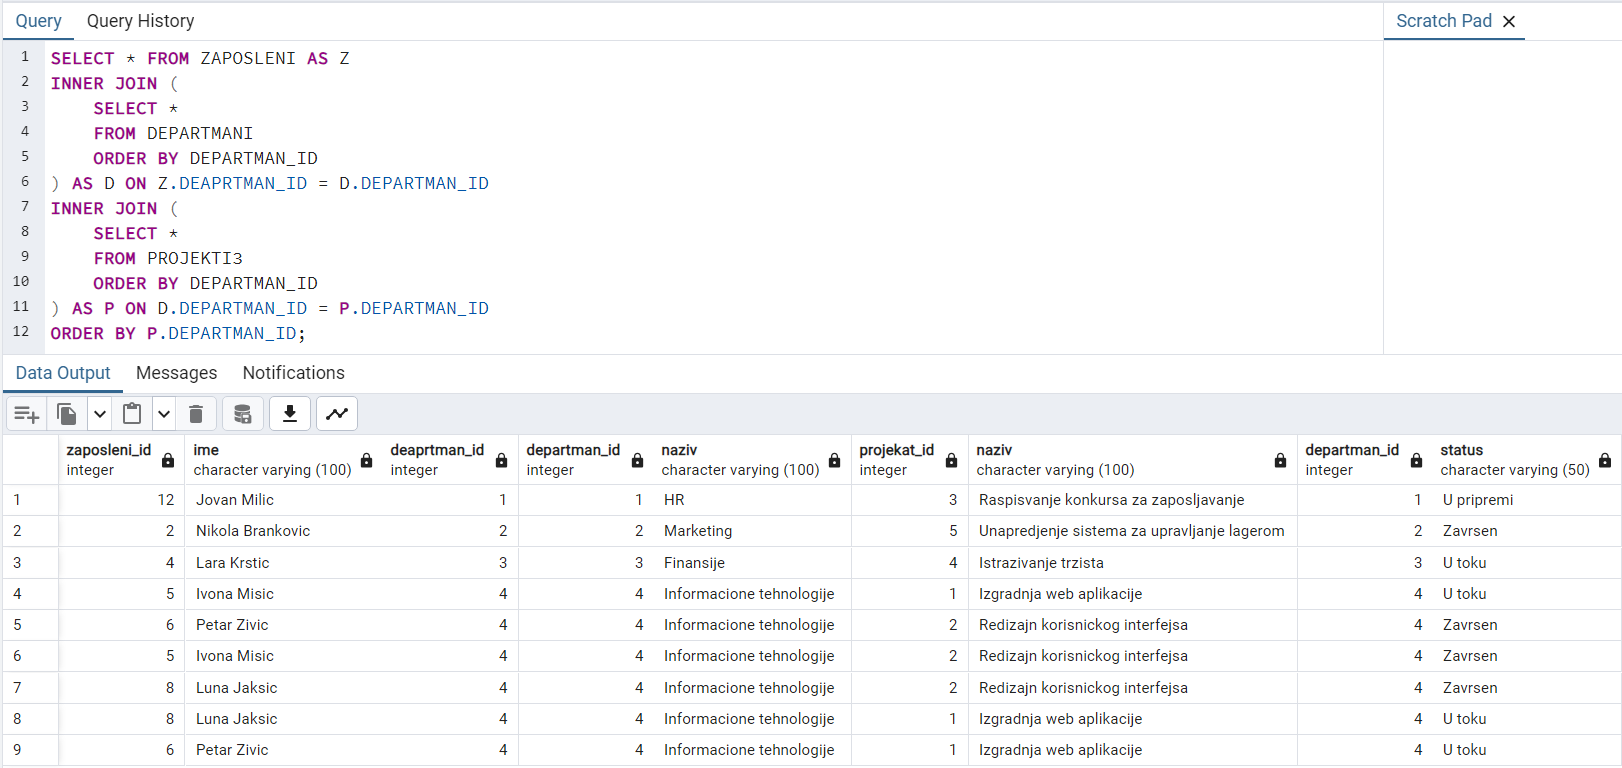 Query Query History Scratch Pad
1 SELECT * FROM ZAPOSLENI AS Z
2 INNER JOIN (
3 SELECT *
4 FROM DEPARTMANI
5 ORDER BY DEPARTMAN_ID
6 ) AS D ON Z.DEAPRTMAN_ID = D.DEPARTMAN_ID
7 INNER JOIN (
8 SELECT *
9 FROM PROJEKTI3
10 ORDER BY DEPARTMAN_ID
11 ) AS P ON D.DEPARTMAN_ID = P.DEPARTMAN_ID
12 ORDER BY P.DEPARTMAN_ID;
Data Output Messages Notifications
zaposleni_id ime deaprtman_id departman_id naziv projekat_id naziv departman_id status
integer character varying (100) integer integer character varying (100) integer character varying (100) integer character varying (50)
1 12 Jovan Milic 1 1 HR 3 Raspisvanje konkursa za zaposljavanje 1 U pripremi
2 2 Nikola Brankovic 2 2 Marketing 5 Unapredjenje sistema za upravljanje lagerom 2 Zavrsen
3 4 Lara Krstic 3 3 Finansije 4 Istrazivanje trzista 3 U toku
4 5 Ivona Misic 4 4 Informacione tehnologije 1 Izgradnja web aplikacije 4 U toku
5 6 Petar Zivic 4 4 Informacione tehnologije 2 Redizajn korisnickog interfejsa 4 Zavrsen
6 5 Ivona Misic 4 4 Informacione tehnologije 2 Redizajn korisnickog interfejsa 4 Zavrsen
7 8 Luna Jaksic 4 4 Informacione tehnologije 2 Redizajn korisnickog interfejsa 4 Zavrsen
8 8 Luna Jaksic 4 4 Informacione tehnologije 1 Izgradnja web aplikacije 4 U toku
9 6 Petar Zivic 4 4 Informacione tehnologije 1 Izgradnja web aplikacije 4 U toku